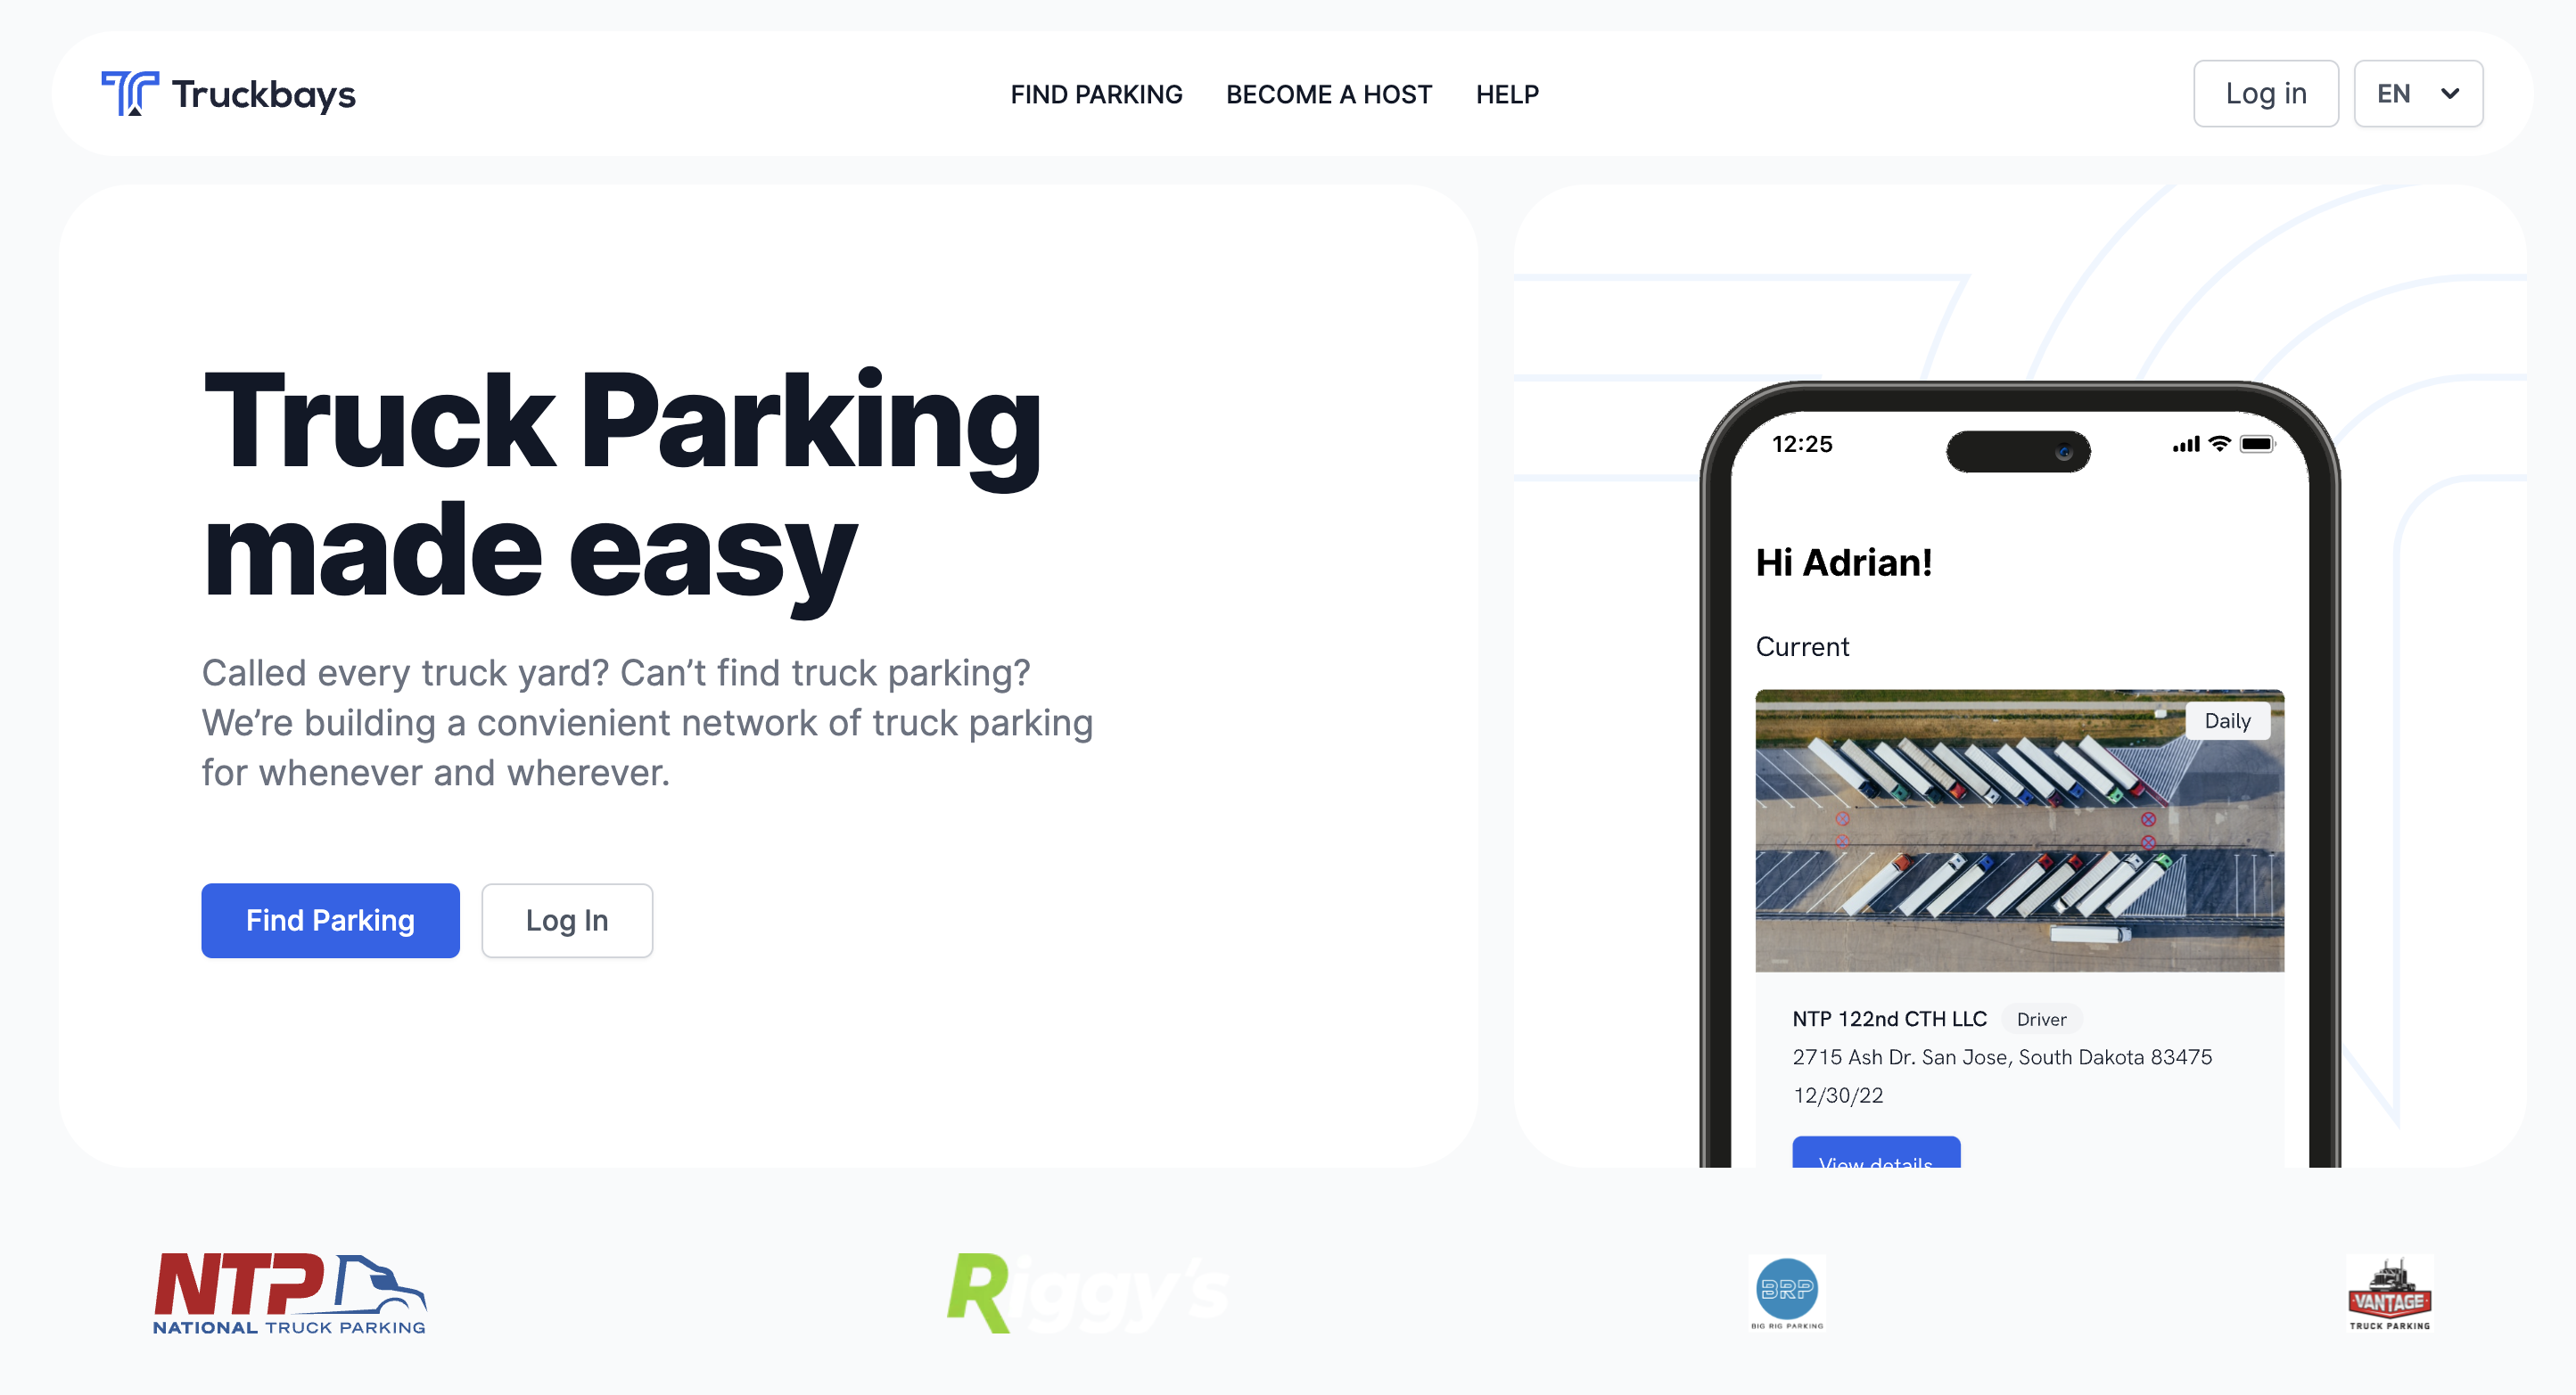 Truckbays
FIND PARKING
BECOME A HOST
HELP
Log in
EN
Truck Parking
made easy
Called every truck yard? Can’t find truck parking?
We’re building a convienient network of truck parking
for whenever and wherever.
Find Parking
Log In
12:25
Hi Adrian!
Current
Daily
NTP 122nd CTH LLC
Driver
2715 Ash Dr. San Jose, South Dakota 83475
12/30/22
View details
NTP
NATIONAL TRUCK PARKING
Riggy's
BRP
BIG RIG PARKING
VANTAGE
TRUCK PARKING